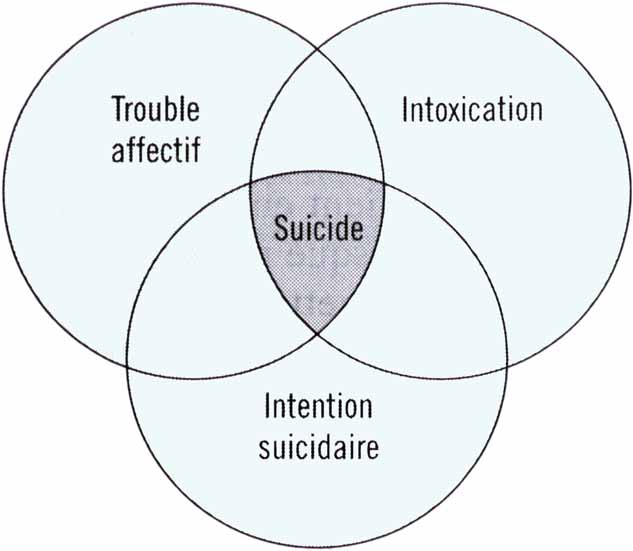 Trouble
affectif
Intoxication
Suicide
Intention
suicidaire